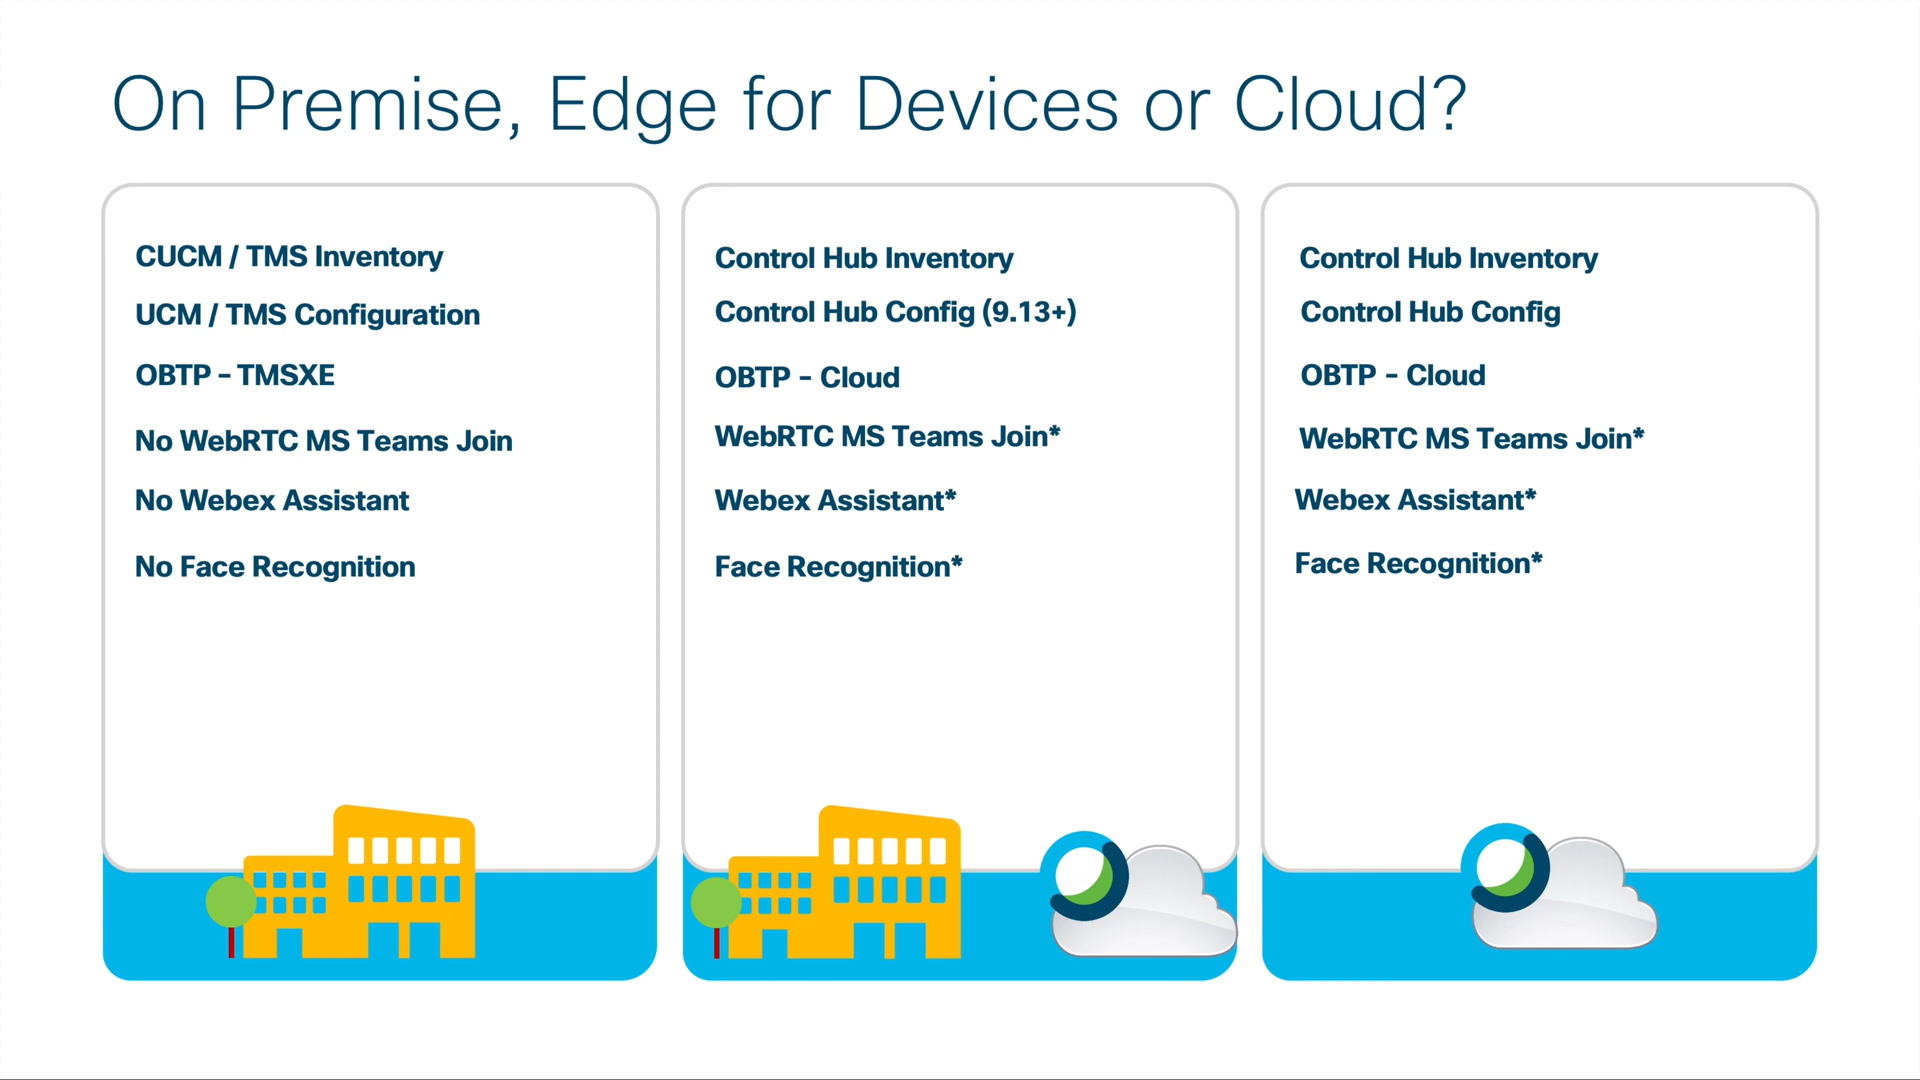 On Premise, Edge for Devices or Cloud?
CUCM / TMS Inventory
UCM / TMS Configuration
OBTP – TMSXE
No WebRTC MS Teams Join
No Webex Assistant
No Face Recognition
Control Hub Inventory
Control Hub Config (9.13+)
OBTP – Cloud
WebRTC MS Teams Join*
Webex Assistant*
Face Recognition*
Control Hub Inventory
Control Hub Config
OBTP – Cloud
WebRTC MS Teams Join*
Webex Assistant*
Face Recognition*